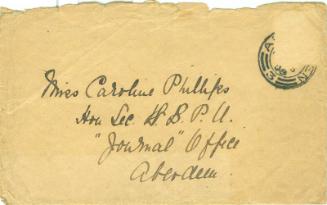 Miss Caroline Phillips
Hon Sec W.S.P.U.
"Journal" Office
Aberdeen.